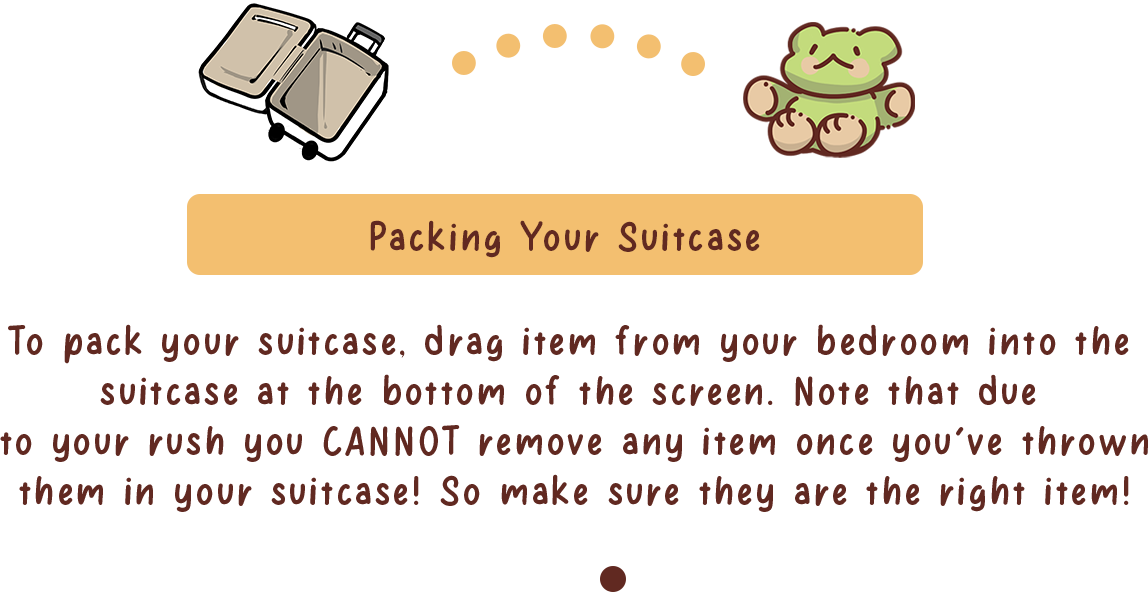 Packing Your Suitcase
To pack your suitcase, drag item from your bedroom into the
suitcase at the bottom of the screen. Note that due
to your rush you CANNOT remove any item once you've thrown
them in your suitcase! So make sure they are the right item!